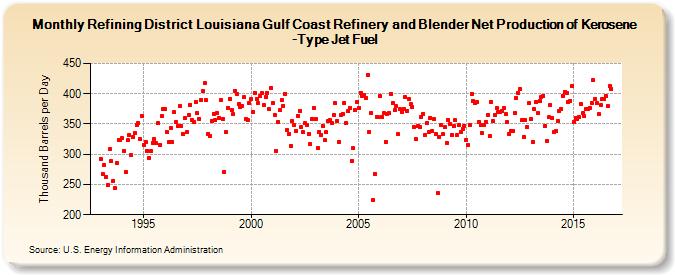 Monthly Refining District Louisiana Gulf Coast Refinery and Blender Net Production of Kerosene
-Type Jet Fuel
Thousand Barrels per Day
450
400
350
300
250
200
1995
2000
2005
2010
2015
Source: U.S. Energy Information Administration